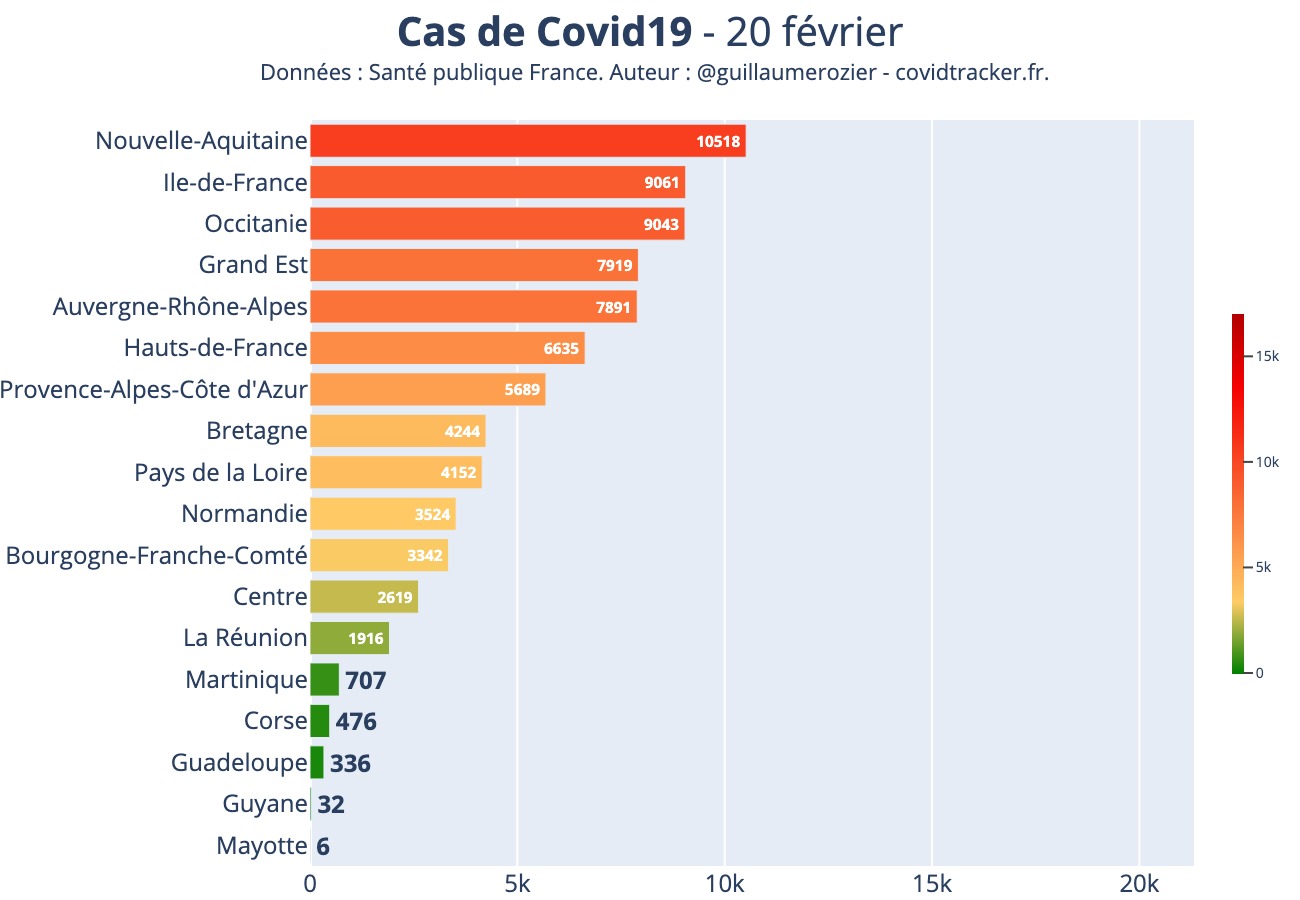 Cas de Covid19 - 20 février
Données : Santé publique France. Auteur : @guillaumerozier - covidtracker.fr.
Nouvelle-Aquitaine 10518
Ile-de-France 9061
Occitanie 9043
Grand Est 7919
Auvergne-Rhône-Alpes 7891
Hauts-de-France 6635
Provence-Alpes-Côte d'Azur 5689
Bretagne 4244
Pays de la Loire 4152
Normandie 3524
Bourgogne-Franche-Comté 3342
Centre 2619
La Réunion 1916
Martinique 707
Corse 476
Guadeloupe 336
Guyane 32
Mayotte 6
0 5k 10k 15k 20k
15k
10k
5k
0